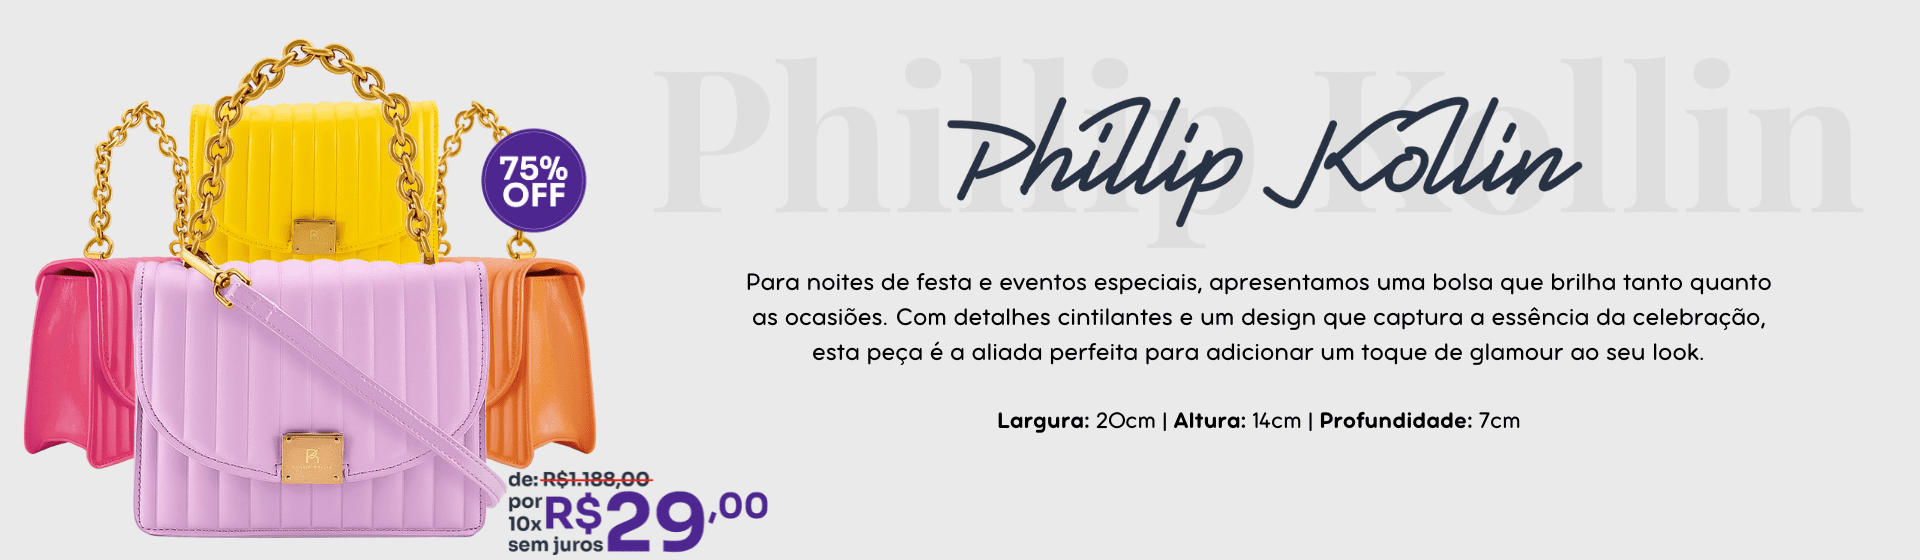 Phillip Kollin
Phillip Kollin
75%
OFF
Para noites de festa e eventos especiais, apresentamos uma bolsa que brilha tanto quanto
as ocasiões. Com detalhes cintilantes e um design que captura a essência da celebração,
esta peça é a aliada perfeita para adicionar um toque de glamour ao seu look.
Largura: 20cm | Altura: 14cm | Profundidade: 7cm
de: R$1.188,00
por
10x
sem juros
R$29,00